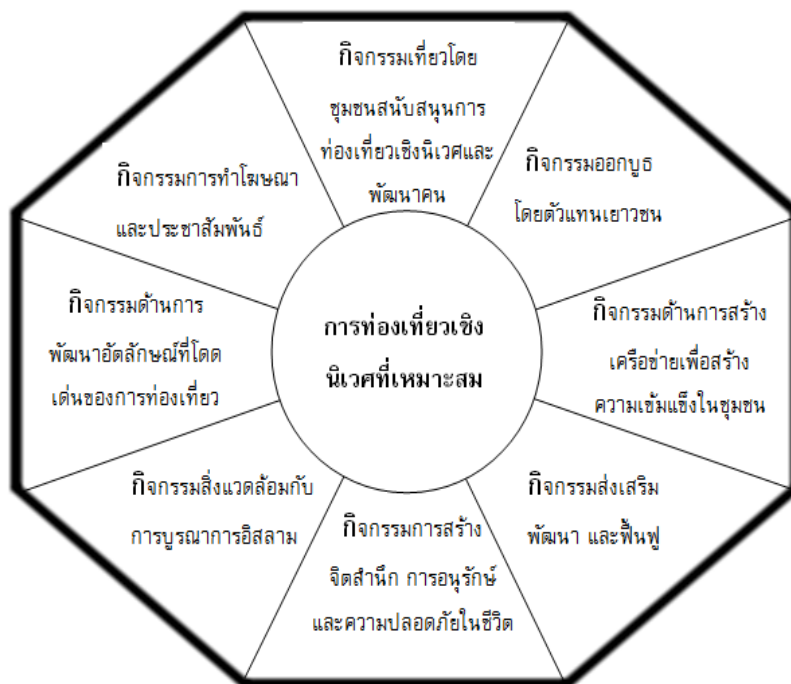 กิจกรรมเที่ยวโดย
ชุมชนสนับสนุนการ
ท่องเที่ยวเชิงนิเวศและ
พัฒนาคน
กิจกรรมออกบูธ
โดยตัวแทนเยาวชน
กิจกรรมด้านการสร้าง
เครือข่ายเพื่อสร้าง
ความเข้มแข็งในชุมชน
กิจกรรมส่งเสริม
พัฒนา และฟื้นฟู
กิจกรรมการสร้าง
จิตสำนึก การอนุรักษ์
และความปลอดภัยในชีวิต
กิจกรรมสิ่งแวดล้อมกับ
การบูรณาการอิสลาม
กิจกรรมด้านการ
พัฒนาอัตลักษณ์ที่โดด
เด่นของการท่องเที่ยว
กิจกรรมการทำโฆษณา
และประชาสัมพันธ์
การท่องเที่ยวเชิง
นิเวศที่เหมาะสม